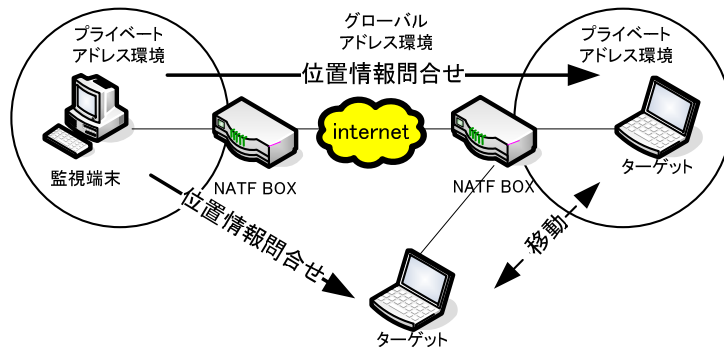 プライベート
アドレス環境
グローバル
アドレス環境
プライベート
アドレス環境
位置情報問合せ
internet
監視端末
NATF BOX
NATF BOX
ターゲット
位置情報問合せ
移動
ターゲット